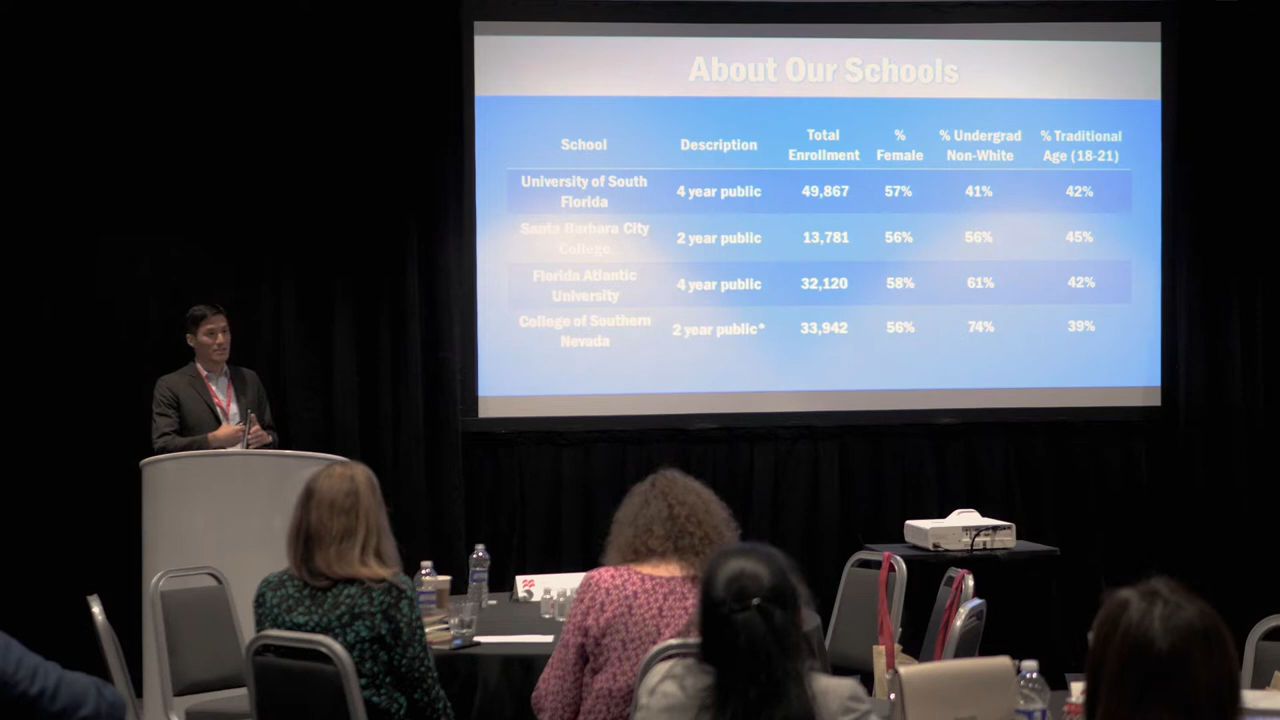 About Our Schools
School Description Total Enrollment % Female % Undergrad Non-White % Traditional Age (18-21)
University of South Florida 4 year public 49,867 57% 41% 42%
Santa Barbara City College 2 year public 13,781 56% 56% 45%
Florida Atlantic University 4 year public 32,120 58% 61% 42%
College of Southern Nevada 2 year public* 33,942 56% 74% 39%